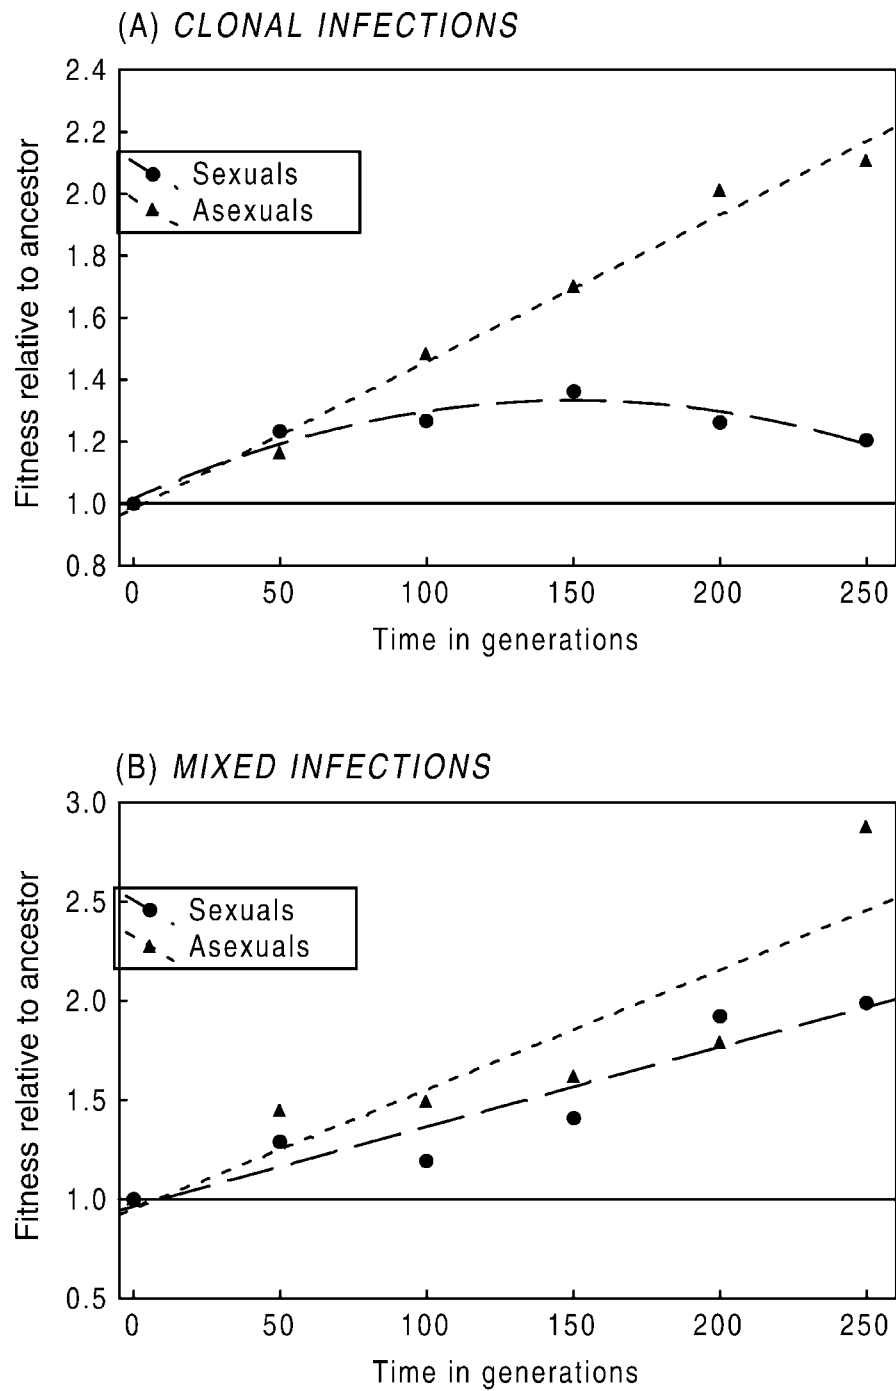 (A) CLONAL INFECTIONS
Fitness relative to ancestor
2.4
2.2
2.0
1.8
1.6
1.4
1.2
1.0
0.8
Sexuals
Asexuals
0 50 100 150 200 250
Time in generations
(B) MIXED INFECTIONS
Fitness relative to ancestor
3.0
2.5
2.0
1.5
1.0
0.5
Sexuals
Asexuals
0 50 100 150 200 250
Time in generations